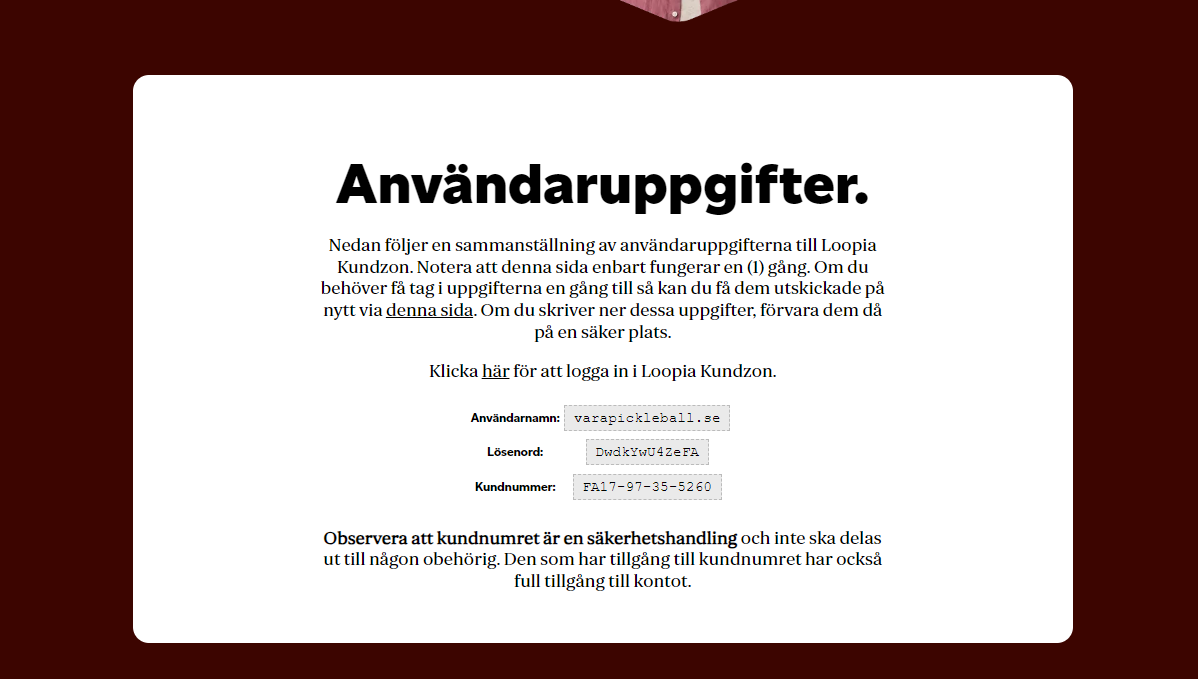 Användaruppgifter.
Nedan följer en sammanställning av användaruppgifterna till Loopia
Kundzon. Notera att denna sida enbart fungerar en (1) gång. Om du
behöver få tag i uppgifterna en gång till så kan du få dem utskickade på
nytt via denna sida. Om du skriver ner dessa uppgifter, förvara dem då
på en säker plats.
Klicka här för att logga in i Loopia Kundzon.
Användarnamn: varapickleball.se
Lösenord: DwdkYwU4ZeFA
Kundnummer: FA17-97-35-5260
Observera att kundnumret är en säkerhetshandling och inte ska delas
ut till någon obehörig. Den som har tillgång till kundnumret har också
full tillgång till kontot.